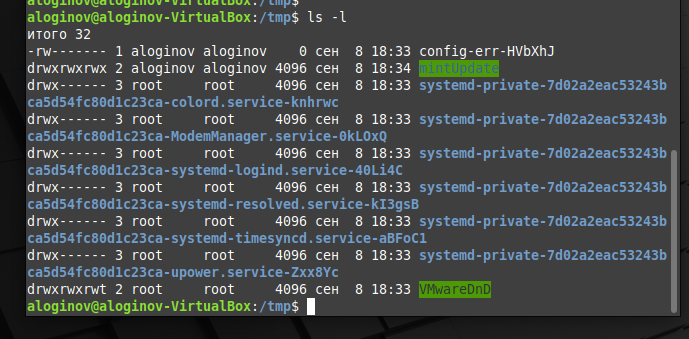 aloginov@aloginov-VirtualBox:/tmp$
aloginov@aloginov-VirtualBox:/tmp$ ls -l
итого 32
-rw------- 1 aloginov aloginov    0 сен  8 18:33 config-err-HVbXhJ
drwxrwxrwx 2 aloginov aloginov 4096 сен  8 18:34 mintUpdate
drwx------ 3 root     root     4096 сен  8 18:33 systemd-private-7d02a2eac53243b
ca5d54fc80d1c23ca-colord.service-knhrwc
drwx------ 3 root     root     4096 сен  8 18:33 systemd-private-7d02a2eac53243b
ca5d54fc80d1c23ca-ModemManager.service-0kLOxQ
drwx------ 3 root     root     4096 сен  8 18:33 systemd-private-7d02a2eac53243b
ca5d54fc80d1c23ca-systemd-logind.service-40Li4C
drwx------ 3 root     root     4096 сен  8 18:33 systemd-private-7d02a2eac53243b
ca5d54fc80d1c23ca-systemd-resolved.service-kI3gsB
drwx------ 3 root     root     4096 сен  8 18:33 systemd-private-7d02a2eac53243b
ca5d54fc80d1c23ca-systemd-timesyncd.service-aBFoC1
drwx------ 3 root     root     4096 сен  8 18:33 systemd-private-7d02a2eac53243b
ca5d54fc80d1c23ca-upower.service-Zxx8Yc
drwxrwxrwt 2 root     root     4096 сен  8 18:33 VMwareDnD
aloginov@aloginov-VirtualBox:/tmp$